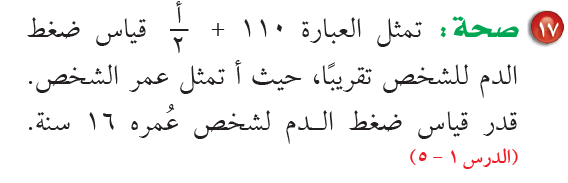 ١٧ صحة: تمثل العبارة ١١٠ + أ/٢ قياس ضغط
الدم للشخص تقريبًا، حيث أ تمثل عمر الشخص.
قدر قياس ضغط الـدم لشخص عُمره ١٦ سنة.
(الدرس ١ - ٥)